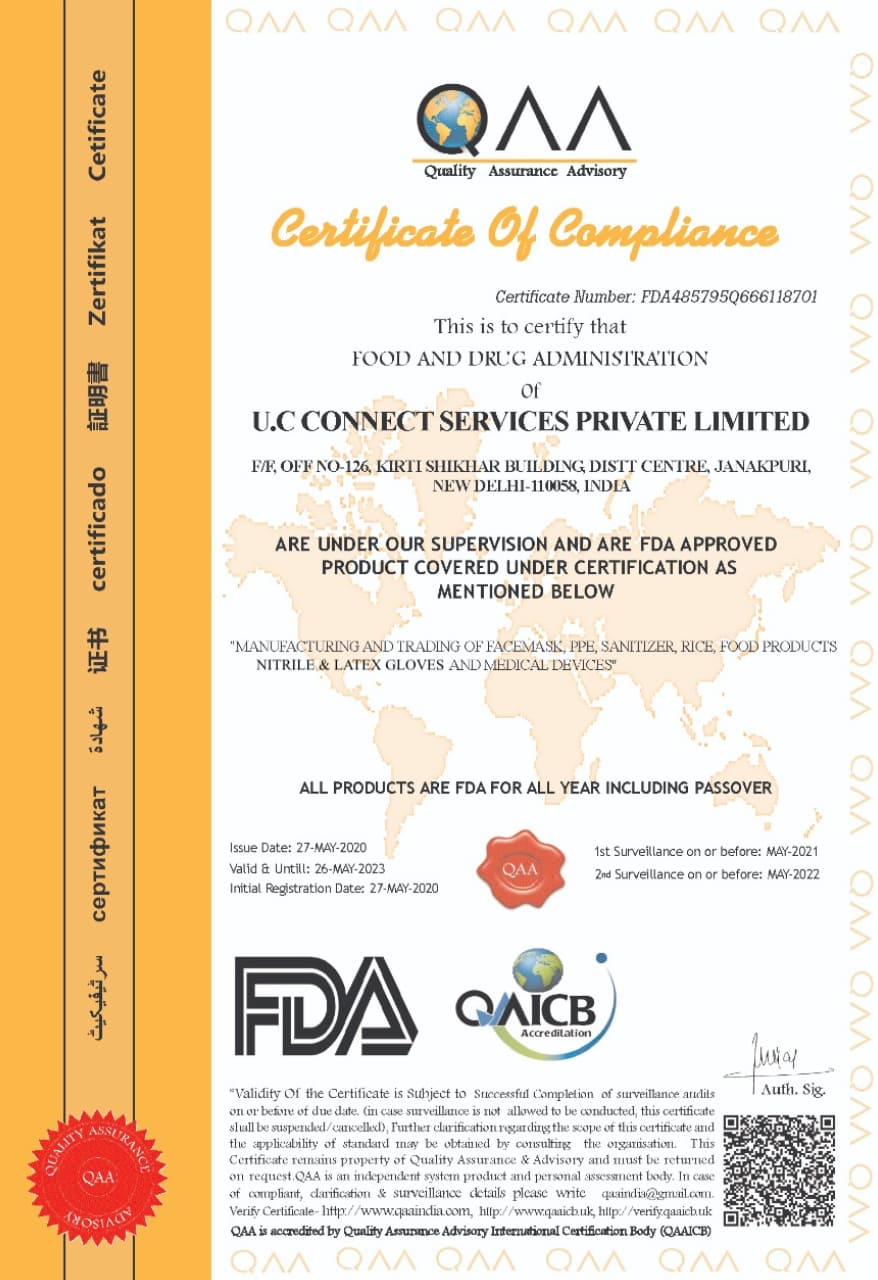 QAA QAA QAA QAA QAA QAA
QAA
Quality Assurance Advisory
Certificate Of Compliance
Certificate Number: FDA485795Q666118701
This is to certify that
FOOD AND DRUG ADMINISTRATION
Of
U.C CONNECT SERVICES PRIVATE LIMITED
F/F, OFF NO-126, KIRTI SHIKHAR BUILDING, DISTT CENTRE, JANAKPURI,
NEW DELHI-110058, INDIA
ARE UNDER OUR SUPERVISION AND ARE FDA APPROVED
PRODUCT COVERED UNDER CERTIFICATION AS
MENTIONED BELOW
"MANUFACTURING AND TRADING OF FACEMASK, PPE, SANITIZER, RICE, FOOD PRODUCTS
NITRILE & LATEX GLOVES AND MEDICAL DEVICES"
ALL PRODUCTS ARE FDA FOR ALL YEAR INCLUDING PASSOVER
Issue Date: 27-MAY-2020
Valid & Untill: 26-MAY-2023
Initial Registration Date: 27-MAY-2020
QAA
1st Surveillance on or before: MAY-2021
2nd Surveillance on or before: MAY-2022
FDA
QAICB
Accreditation
Auth. Sig.
"Validity Of the Certificate is Subject to Successful Completion of surveillance audits
on or before of due date. (in case surveillance is not allowed to be conducted, this certificate
shall be suspended/cancelled), Further clarification regarding the scope of this certificate and
the applicability of standard may be obtained by consulting the organisation. This
Certificate remains property of Quality Assurance & Advisory and must be returned
on request.QAA is an independent system product and personal assessment body. In case
of compliant, clarification & surveillance details please write qaaindia@gmail.com.
Verify Certificate- http://www.qaaindia.com, http://www.qaaicb.uk, http://verify.qaaicb.uk
QAA is accredited by Quality Assurance Advisory International Certification Body (QAAICB)
QAA QAA QAA QAA QAA QAA
Cetificate
Zertifikat
証明書
certificado
证书
شهادة
сертификат
سرٹیفیکیٹ
QUALITY ASSURANCE
QAA
ADVISORY